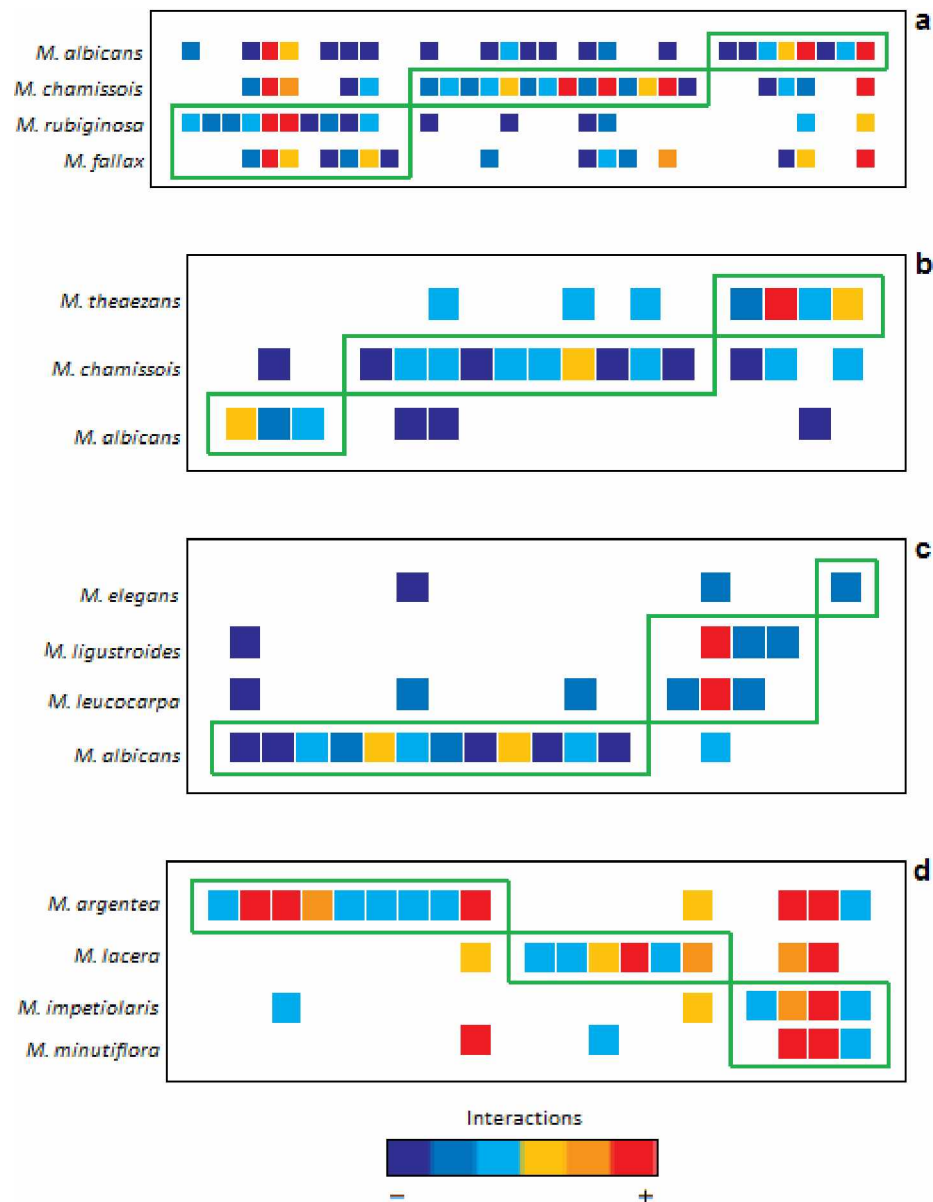 a
M. albicans
M. chamissois
M. rubiginosa
M. fallax
b
M. theaezans
M. chamissois
M. albicans
c
M. elegans
M. ligustroides
M. leucocarpa
M. albicans
d
M. argentea
M. lacera
M. impetiolaris
M. minutiflora
Interactions
− +